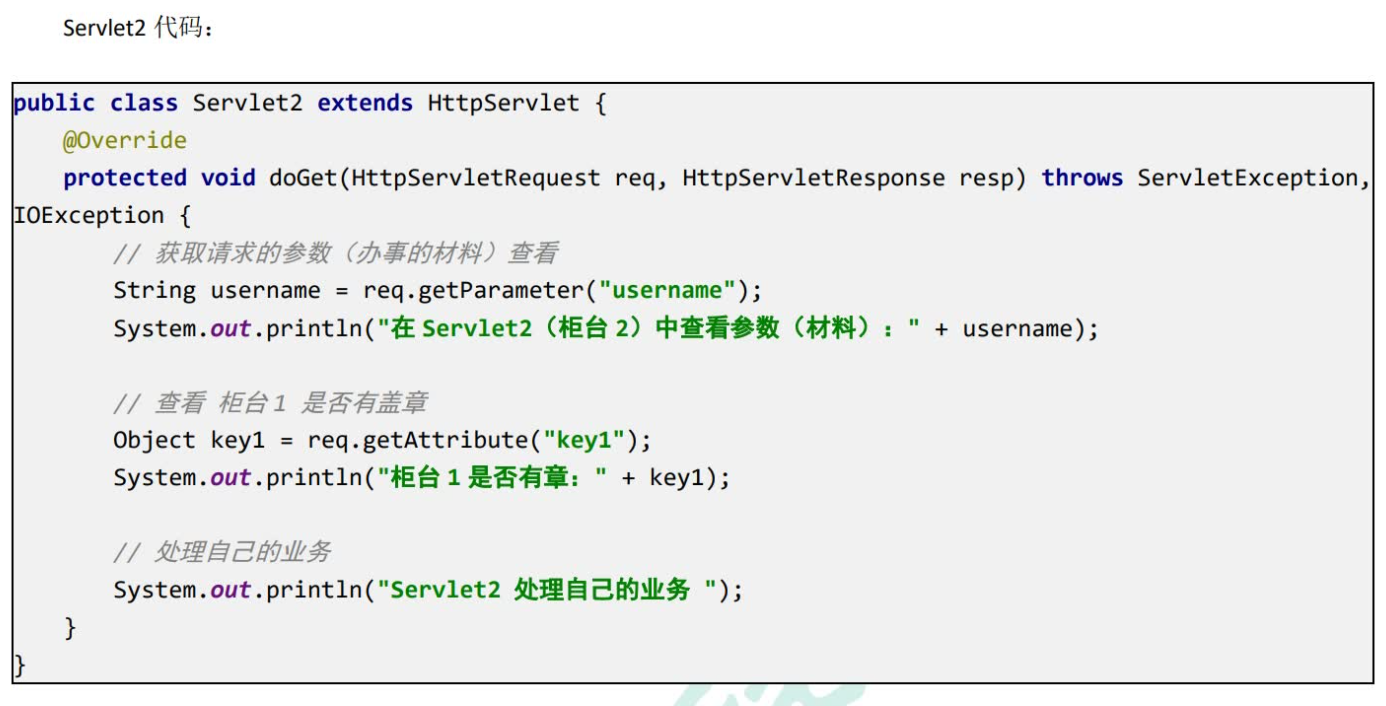 Servlet2 代码：
public class Servlet2 extends HttpServlet {
@Override
protected void doGet(HttpServletRequest req, HttpServletResponse resp) throws ServletException,
IOException {
// 获取请求的参数（办事的材料）查看
String username = req.getParameter("username");
System.out.println("在 Servlet2（柜台 2）中查看参数（材料）：" + username);
// 查看 柜台 1 是否有盖章
Object key1 = req.getAttribute("key1");
System.out.println("柜台 1 是否有章：" + key1);
// 处理自己的业务
System.out.println("Servlet2 处理自己的业务 ");
}
}